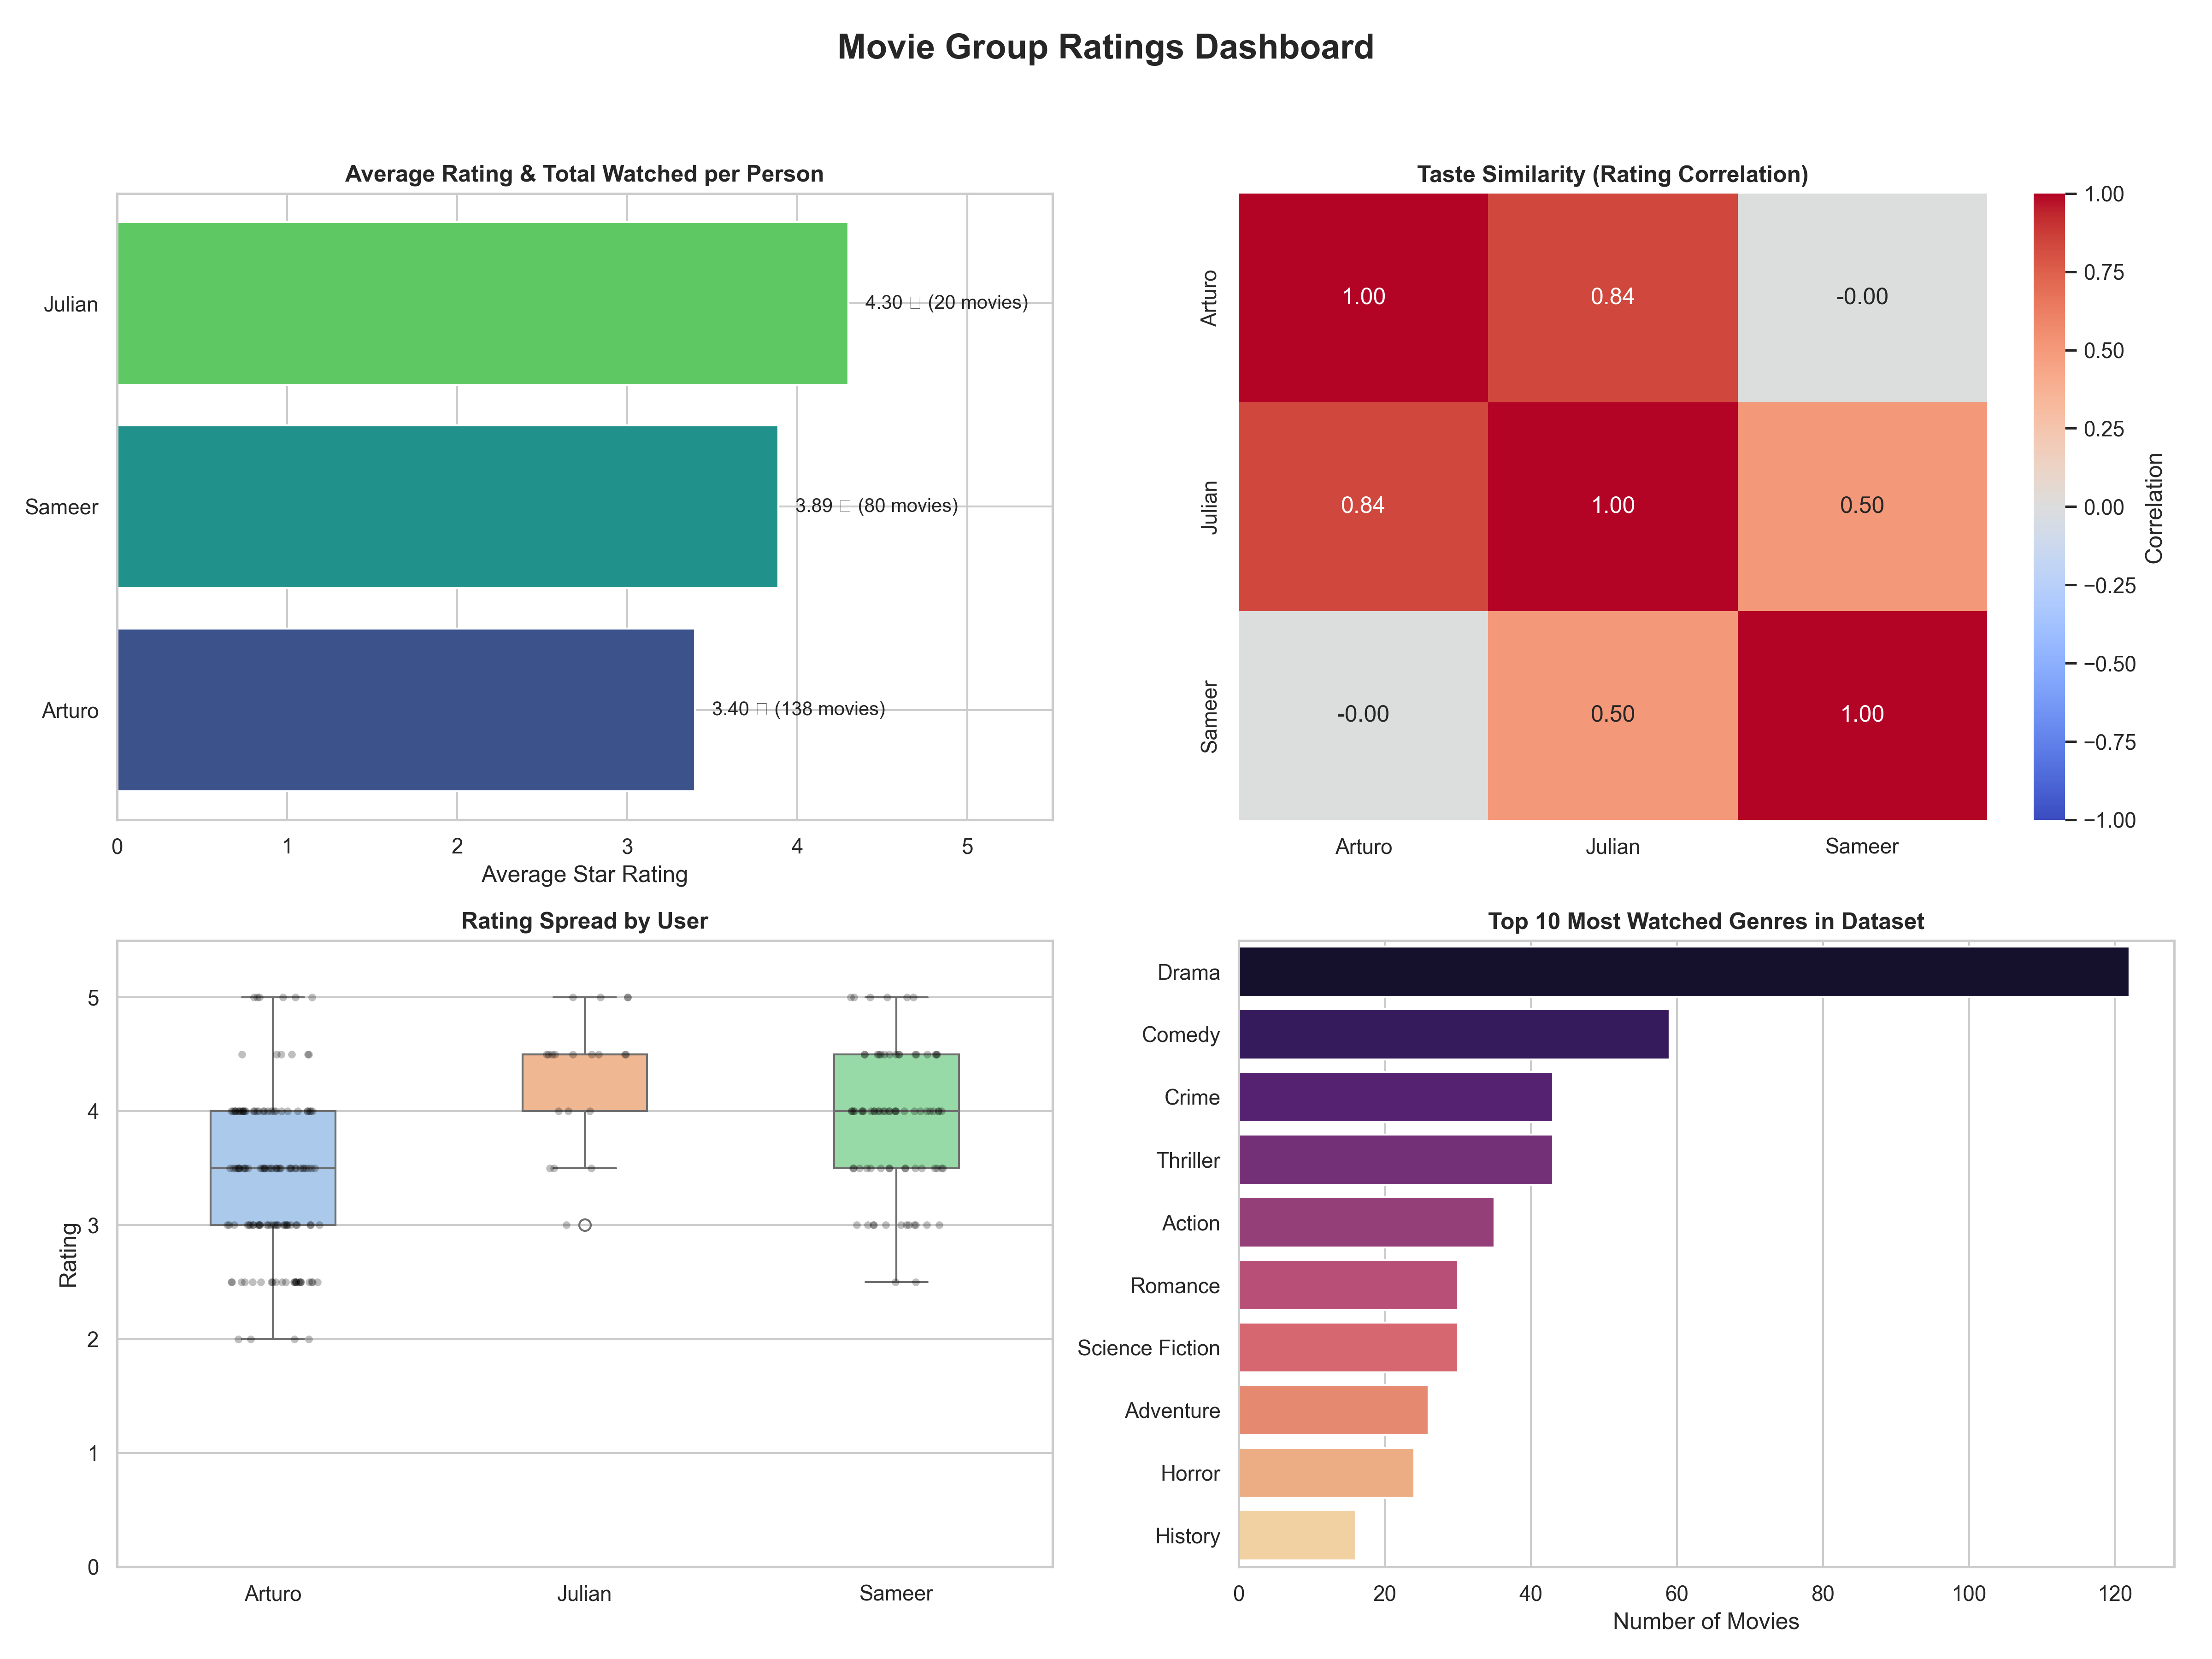 Movie Group Ratings Dashboard
Average Rating & Total Watched per Person
Julian
Sameer
Arturo
4.30 □ (20 movies)
3.89 □ (80 movies)
3.40 □ (138 movies)
0 1 2 3 4 5
Average Star Rating
Taste Similarity (Rating Correlation)
Arturo
Julian
Sameer
1.00 0.84 -0.00
0.84 1.00 0.50
-0.00 0.50 1.00
Arturo Julian Sameer
1.00
0.75
0.50
0.25
0.00
−0.25
−0.50
−0.75
−1.00
Correlation
Rating Spread by User
Rating
5
4
3
2
1
0
Arturo Julian Sameer
Top 10 Most Watched Genres in Dataset
Drama
Comedy
Crime
Thriller
Action
Romance
Science Fiction
Adventure
Horror
History
0 20 40 60 80 100 120
Number of Movies